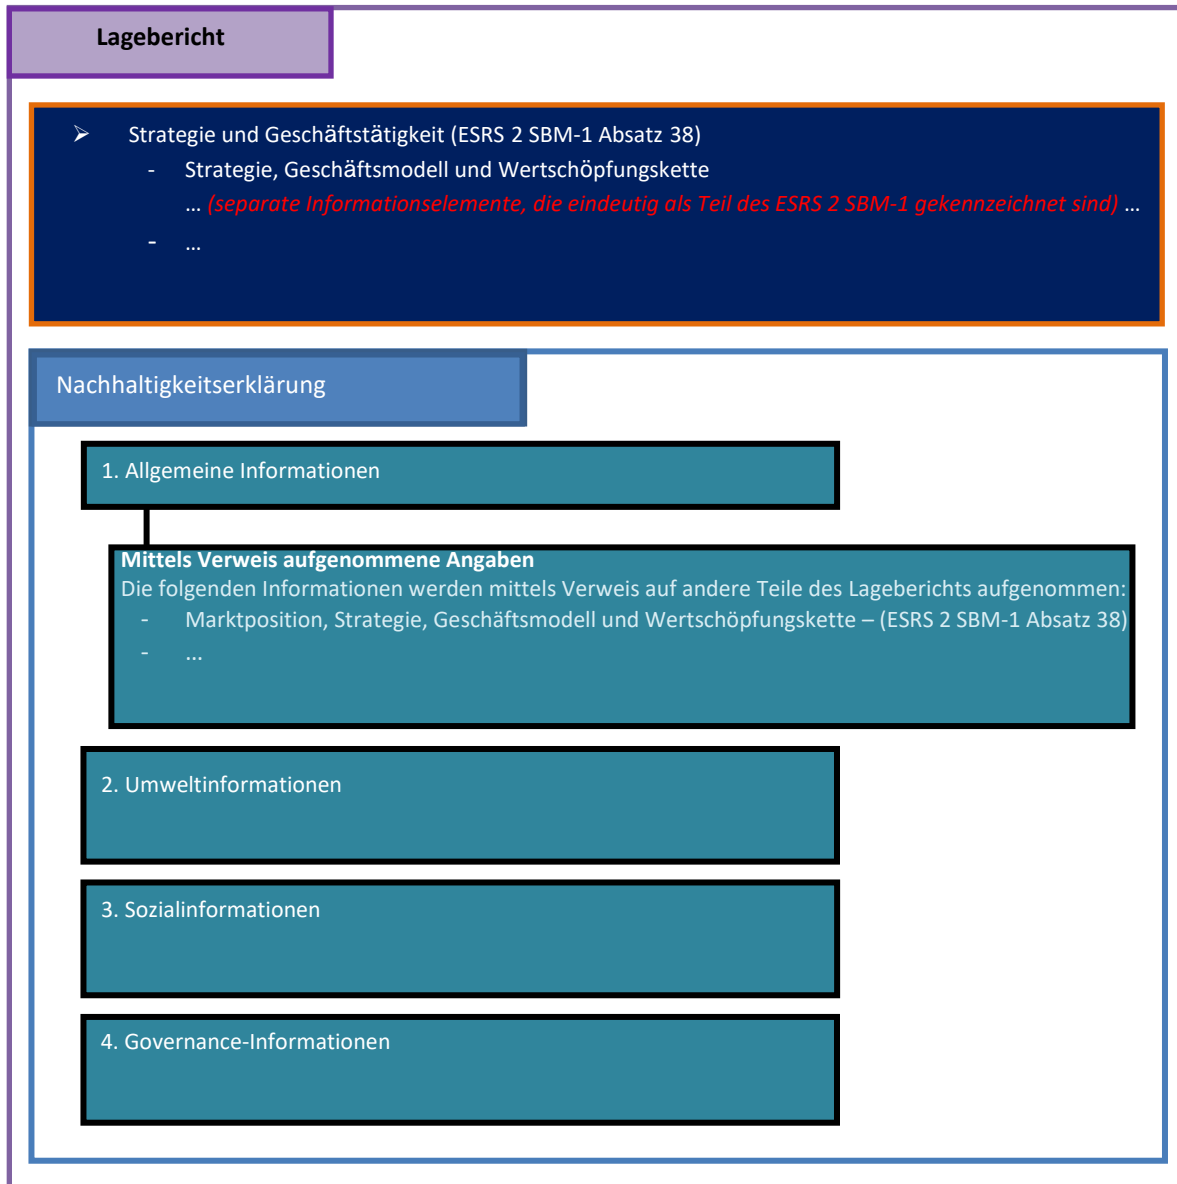 Lagebericht
➢ Strategie und Geschäftstätigkeit (ESRS 2 SBM-1 Absatz 38)
- Strategie, Geschäftsmodell und Wertschöpfungskette
... (separate Informationselemente, die eindeutig als Teil des ESRS 2 SBM-1 gekennzeichnet sind) ...
- ...
Nachhaltigkeitserklärung
1. Allgemeine Informationen
Mittels Verweis aufgenommene Angaben
Die folgenden Informationen werden mittels Verweis auf andere Teile des Lageberichts aufgenommen:
- Marktposition, Strategie, Geschäftsmodell und Wertschöpfungskette – (ESRS 2 SBM-1 Absatz 38)
- ...
2. Umweltinformationen
3. Sozialinformationen
4. Governance-Informationen